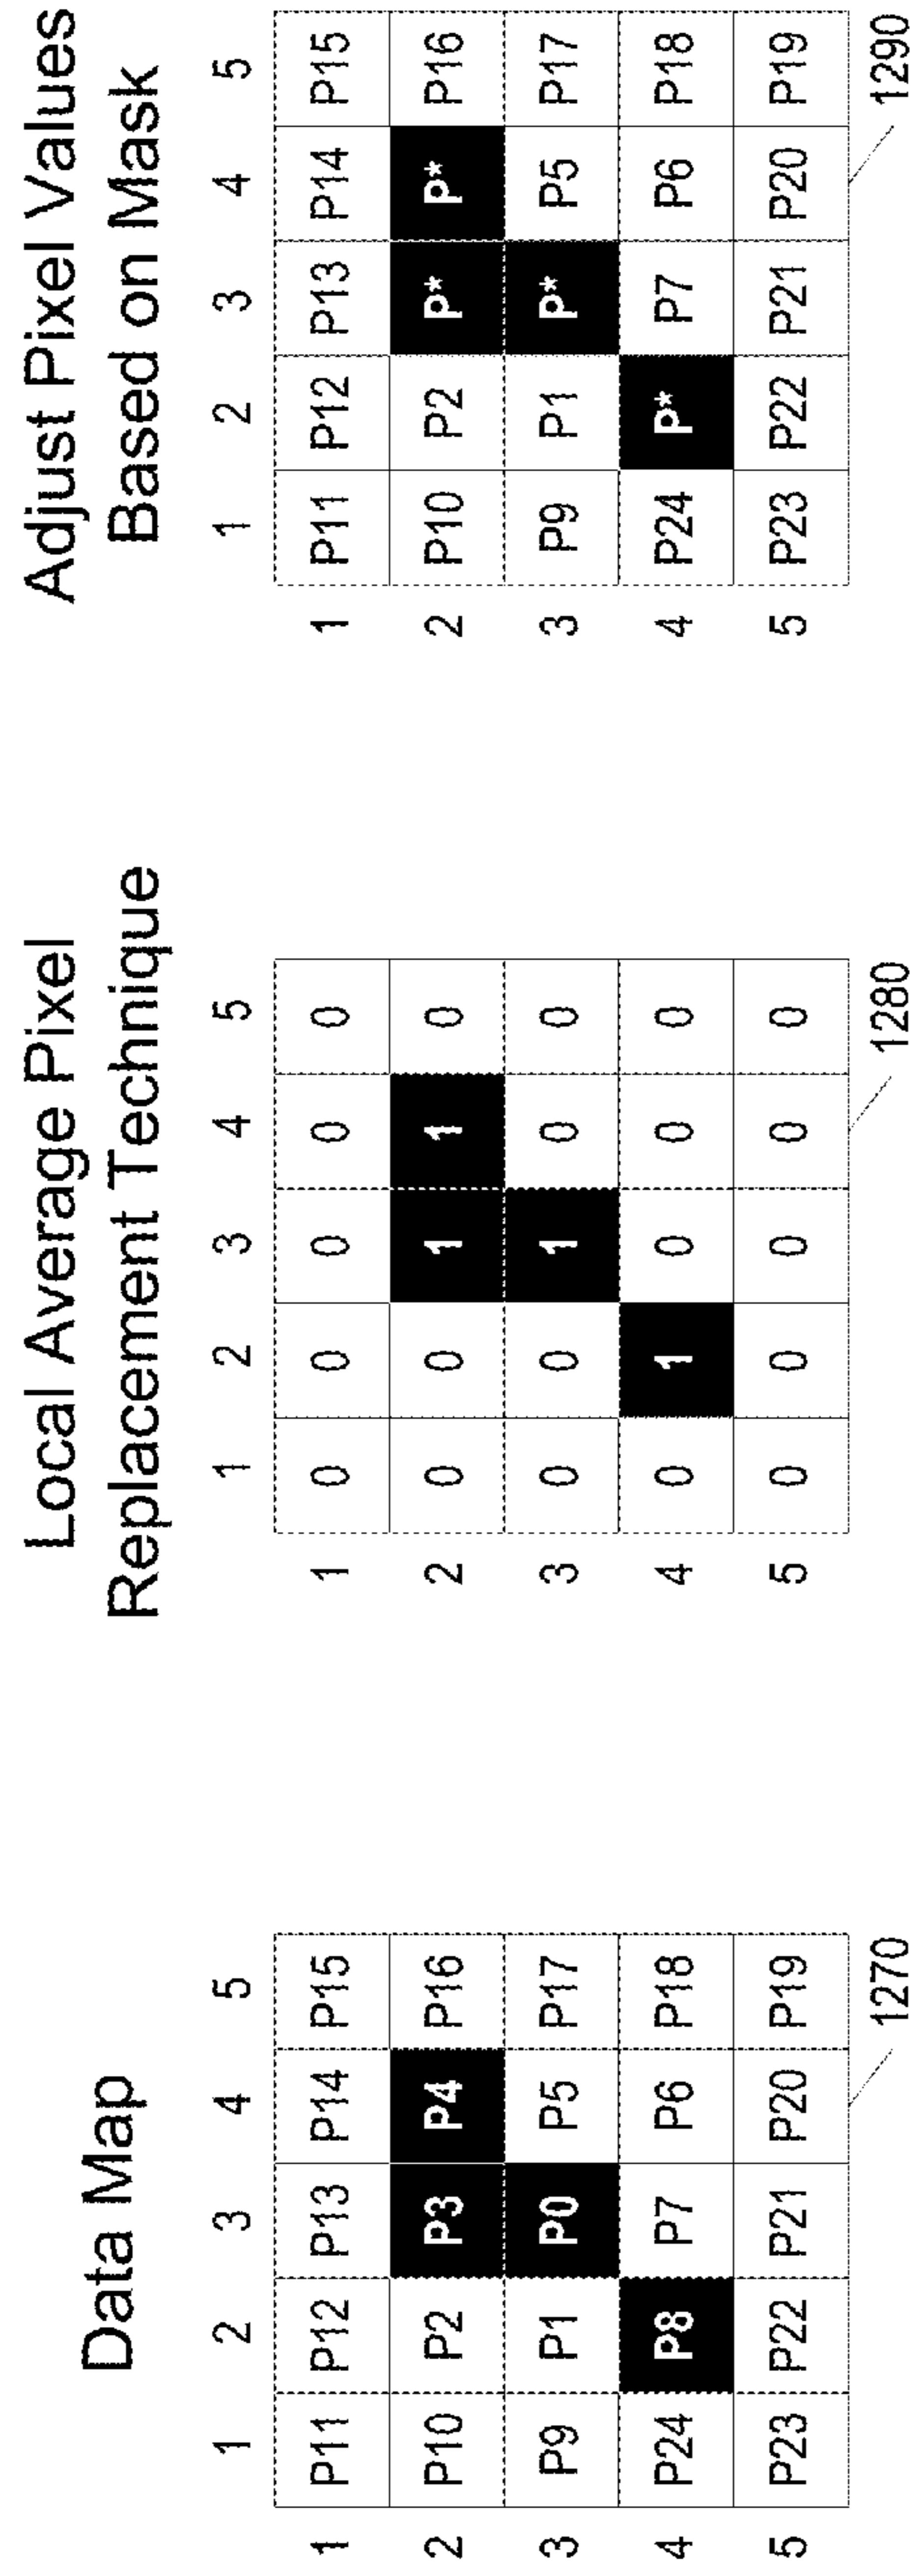 Data Map
1 2 3 4 5
1 P11 P12 P13 P14 P15
2 P10 P2 P3 P4 P16
3 P9 P1 P0 P5 P17
4 P24 P8 P7 P6 P18
5 P23 P22 P21 P20 P19
1270
Local Average Pixel
Replacement Technique
1 2 3 4 5
1 0 0 0 0 0
2 0 0 1 1 0
3 0 0 1 0 0
4 0 1 0 0 0
5 0 0 0 0 0
1280
Adjust Pixel Values
Based on Mask
1 2 3 4 5
1 P11 P12 P13 P14 P15
2 P10 P2 P* P* P16
3 P9 P1 P* P5 P17
4 P24 P* P7 P6 P18
5 P23 P22 P21 P20 P19
1290